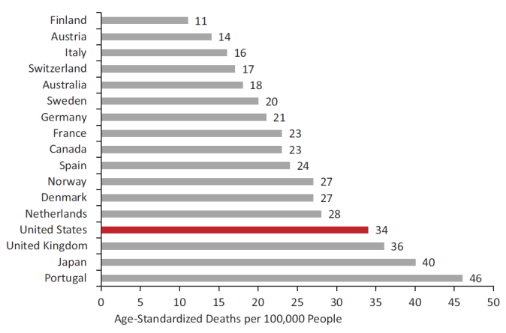 Finland 11
Austria 14
Italy 16
Switzerland 17
Australia 18
Sweden 20
Germany 21
France 23
Canada 23
Spain 24
Norway 27
Denmark 27
Netherlands 28
United States 34
United Kingdom 36
Japan 40
Portugal 46
0 5 10 15 20 25 30 35 40 45 50
Age-Standardized Deaths per 100,000 People